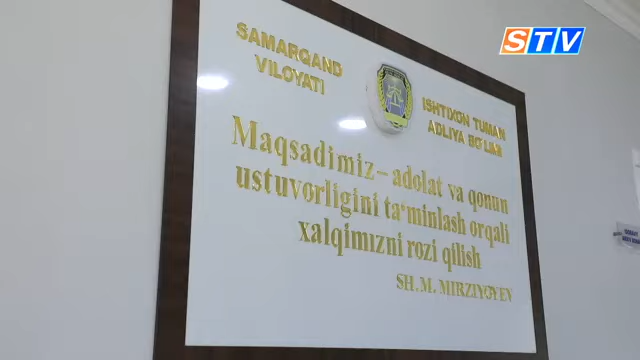 STV
SAMARQAND
VILOYATI
ISHTIXON TUMAN
ADLIYA BO'LIMI
Maqsadimiz – adolat va qonun
ustuvorligini ta'minlash orqali
xalqimizni rozi qilish
SH. M. MIRZIYOYEV